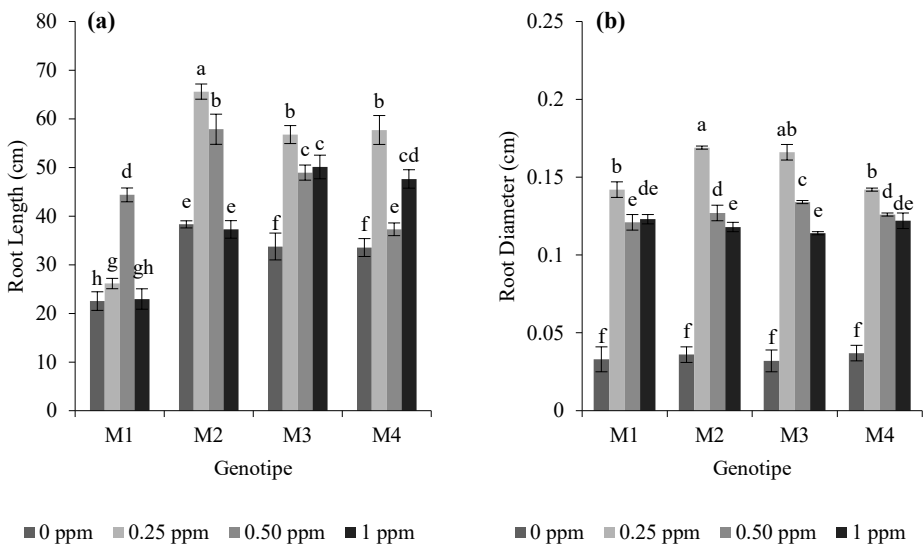 (a)
Root Length (cm)
80
70
60
50
40
30
20
10
0
h g d gh
e a b e
f b c c
f b e cd
M1 M2 M3 M4
Genotipe
0 ppm 0.25 ppm 0.50 ppm 1 ppm
(b)
Root Diameter (cm)
0.25
0.2
0.15
0.1
0.05
0
f b e de
f a d e
f ab c e
f b d de
M1 M2 M3 M4
Genotipe
0 ppm 0.25 ppm 0.50 ppm 1 ppm